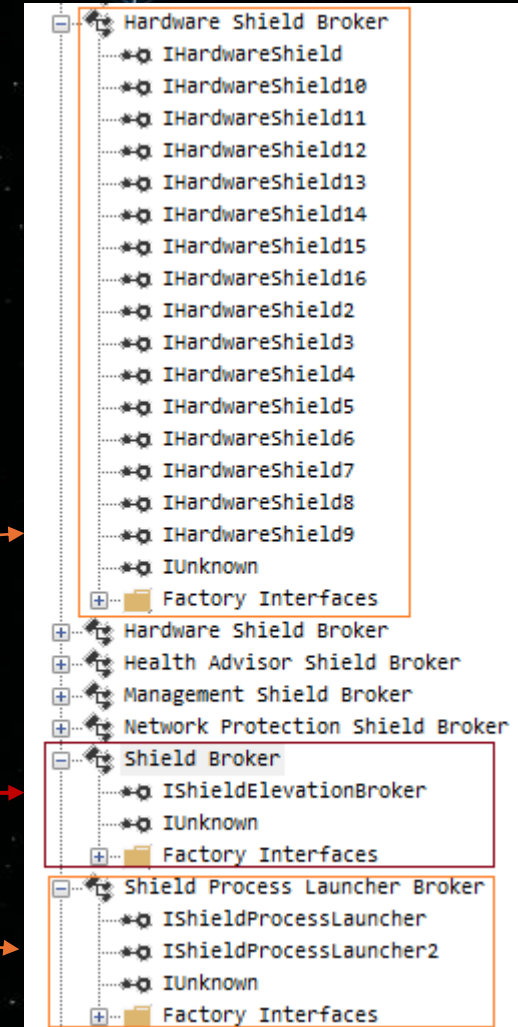 Hardware Shield Broker
IHardwareShield
IHardwareShield10
IHardwareShield11
IHardwareShield12
IHardwareShield13
IHardwareShield14
IHardwareShield15
IHardwareShield16
IHardwareShield2
IHardwareShield3
IHardwareShield4
IHardwareShield5
IHardwareShield6
IHardwareShield7
IHardwareShield8
IHardwareShield9
IUnknown
Factory Interfaces
Hardware Shield Broker
Health Advisor Shield Broker
Management Shield Broker
Network Protection Shield Broker
Shield Broker
IShieldElevationBroker
IUnknown
Factory Interfaces
Shield Process Launcher Broker
IShieldProcessLauncher
IShieldProcessLauncher2
IUnknown
Factory Interfaces